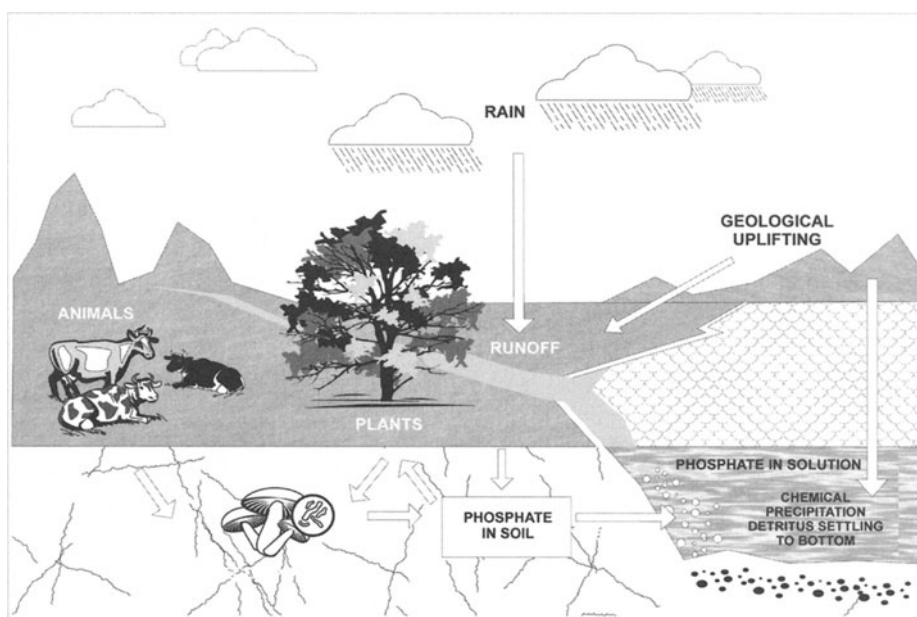 RAIN
GEOLOGICAL
UPLIFTING
ANIMALS
RUNOFF
PLANTS
PHOSPHATE IN SOLUTION
CHEMICAL
PRECIPITATION
DETRITUS SETTLING
TO BOTTOM
PHOSPHATE
IN SOIL